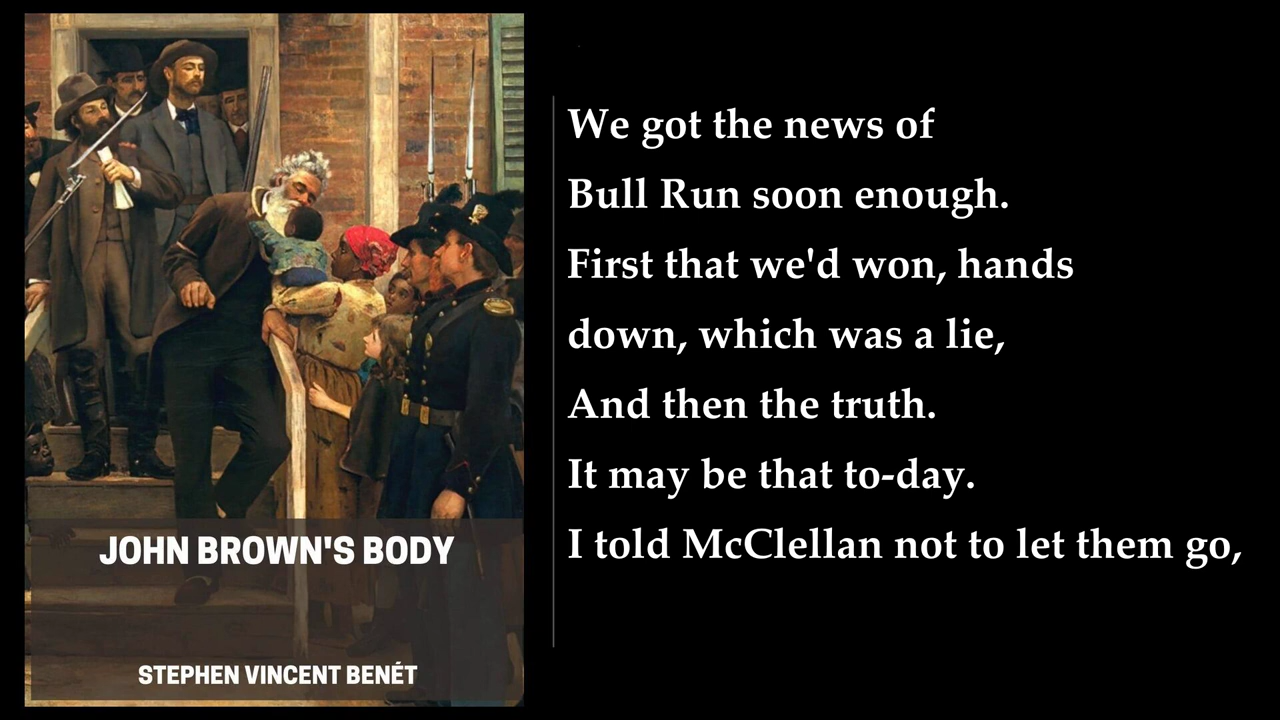 JOHN BROWN'S BODY
STEPHEN VINCENT BENÉT
We got the news of
Bull Run soon enough.
First that we'd won, hands
down, which was a lie,
And then the truth.
It may be that to-day.
I told McClellan not to let them go,